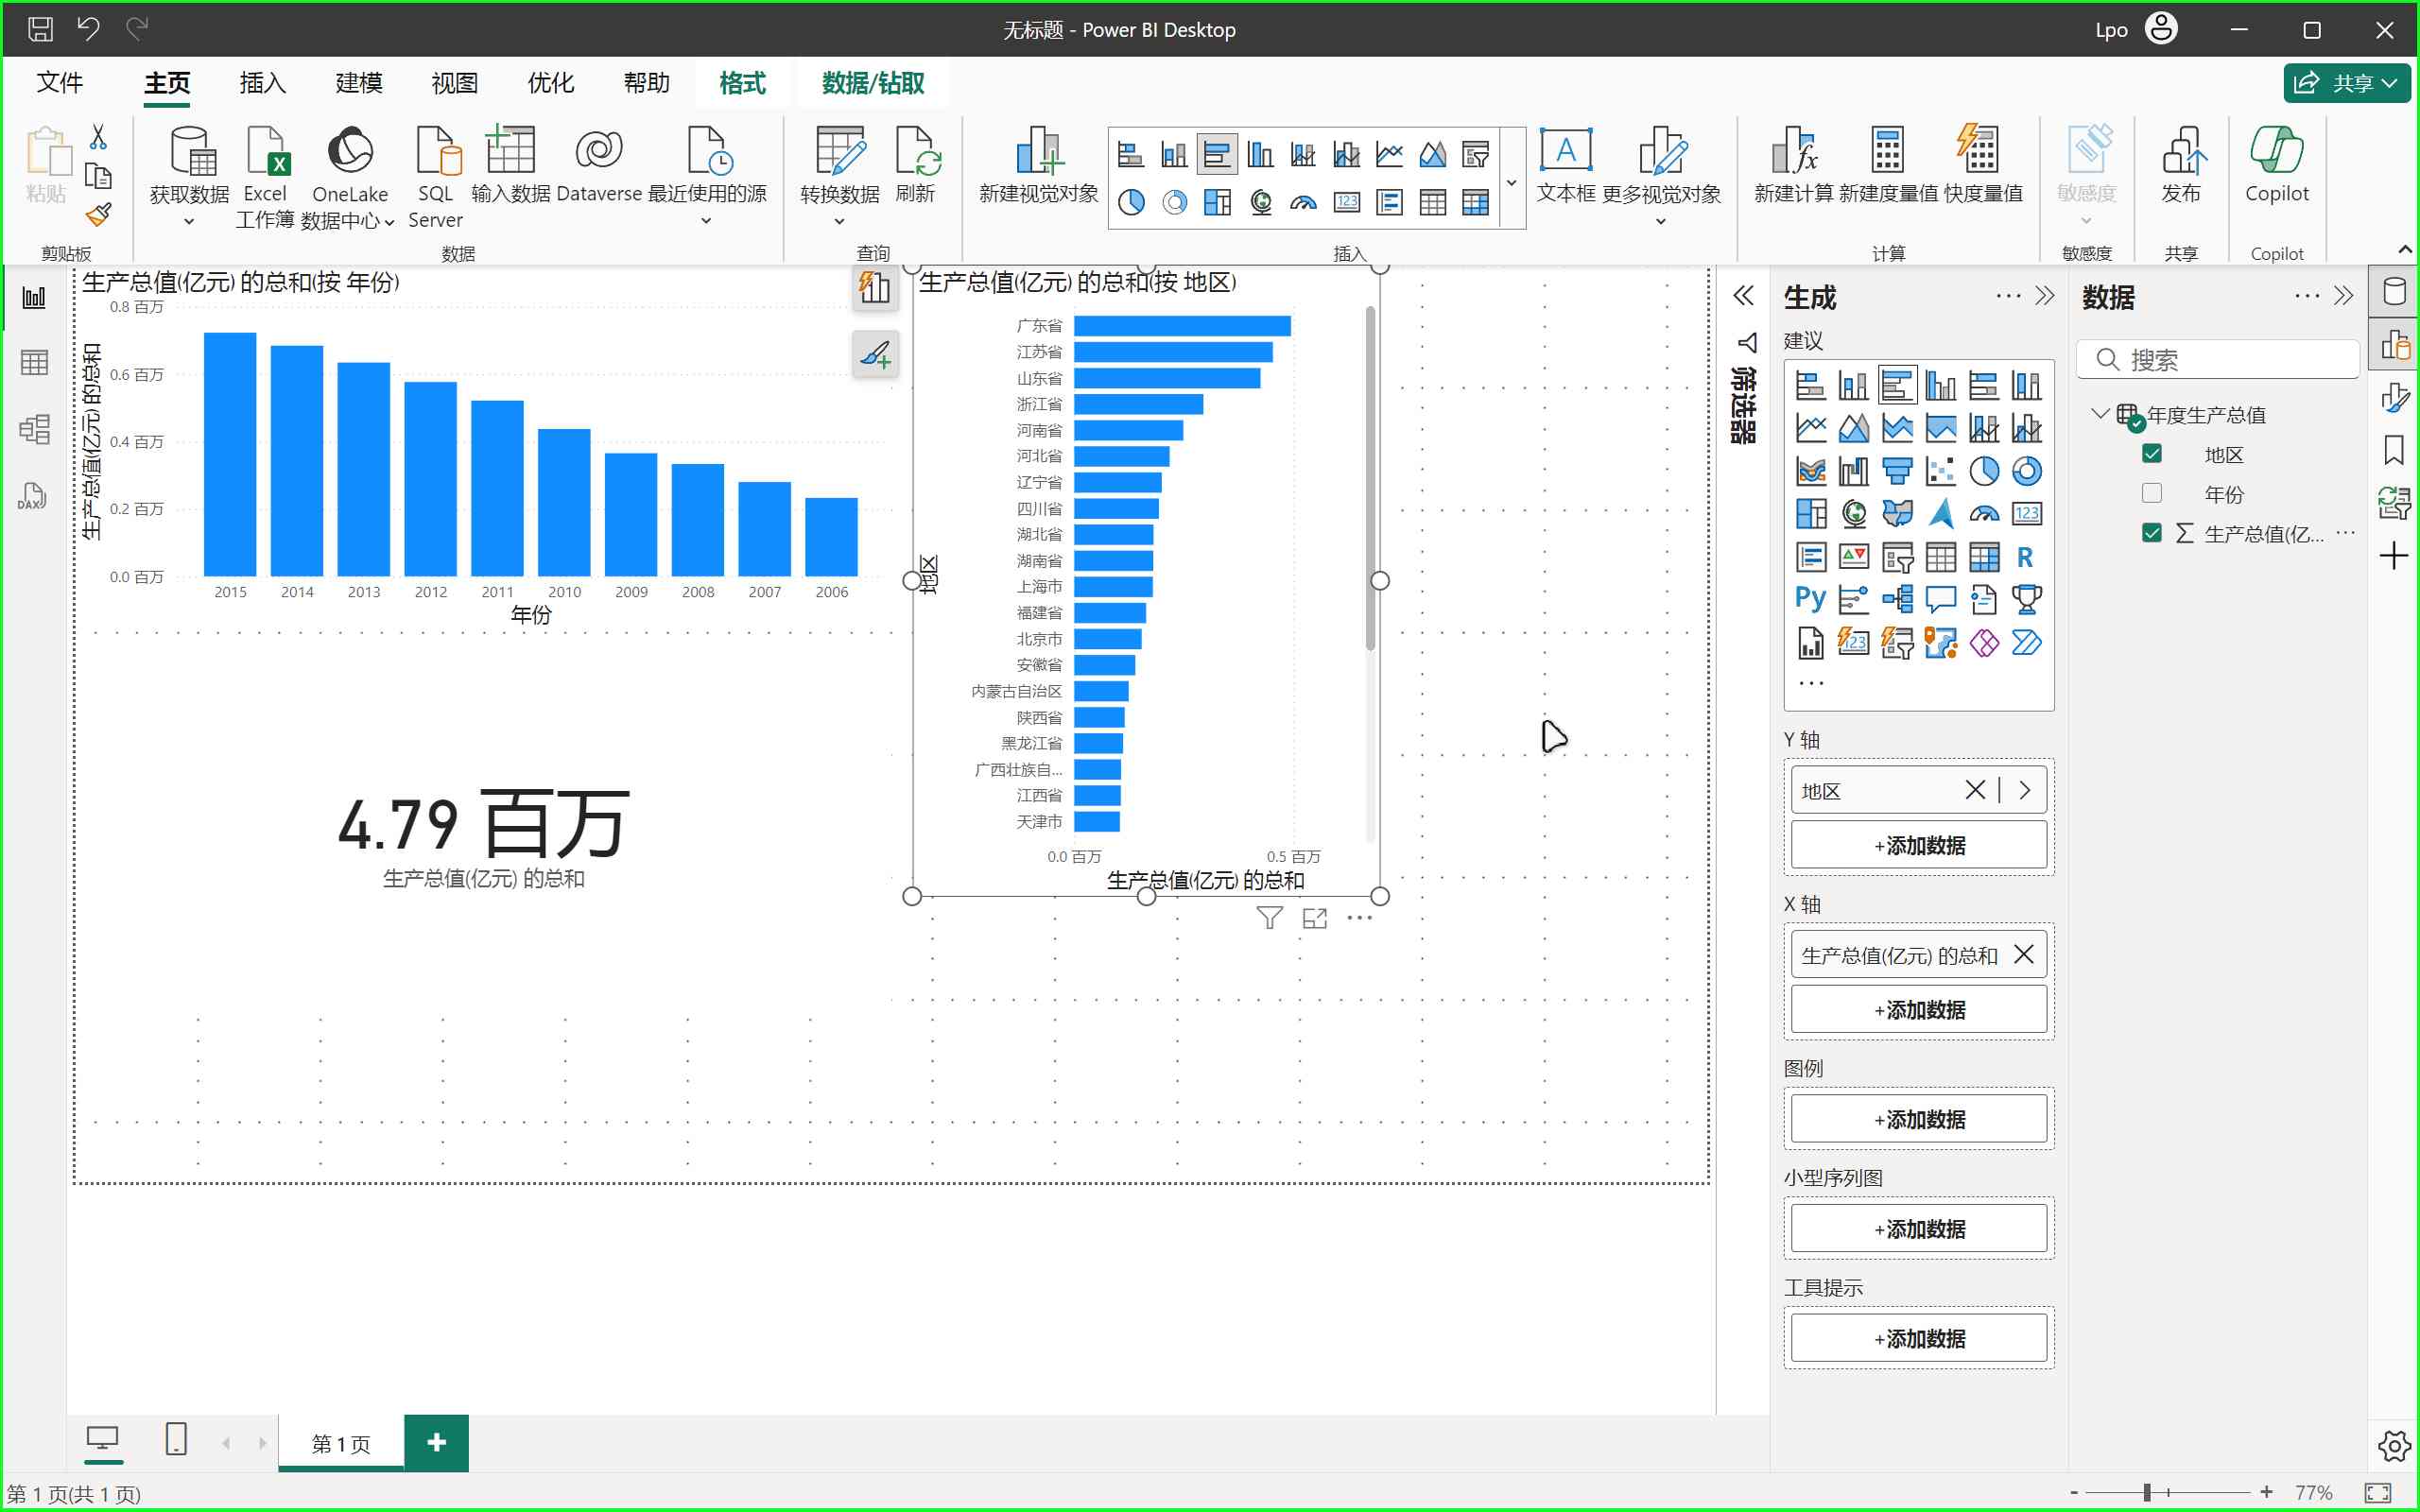 无标题 - Power BI Desktop
Lpo
文件
主页
插入
建模
视图
优化
帮助
格式
数据/钻取
共享
粘贴
获取数据
Excel
工作簿
OneLake
数据中心
SQL
Server
输入数据
Dataverse
最近使用的源
转换数据
刷新
新建视觉对象
文本框
更多视觉对象
新建计算
新建度量值
快度量值
敏感度
发布
Copilot
剪贴板
数据
查询
插入
计算
敏感度
共享
Copilot
生产总值(亿元) 的总和(按 年份)
生产总值(亿元) 的总和
0.8 百万
0.6 百万
0.4 百万
0.2 百万
0.0 百万
2015
2014
2013
2012
2011
2010
2009
2008
2007
2006
年份
4.79 百万
生产总值(亿元) 的总和
生产总值(亿元) 的总和(按 地区)
地区
广东省
江苏省
山东省
浙江省
河南省
河北省
辽宁省
四川省
湖北省
湖南省
上海市
福建省
北京市
安徽省
内蒙古自治区
陕西省
黑龙江省
广西壮族自...
江西省
天津市
0.0 百万
0.5 百万
生产总值(亿元) 的总和
筛选器
生成
建议
123
R
Py
123
Y 轴
地区
+添加数据
X 轴
生产总值(亿元) 的总和
+添加数据
图例
+添加数据
小型序列图
+添加数据
工具提示
+添加数据
数据
搜索
年度生产总值
地区
年份
∑ 生产总值(亿...
DAX
第 1 页
第 1 页(共 1 页)
77%